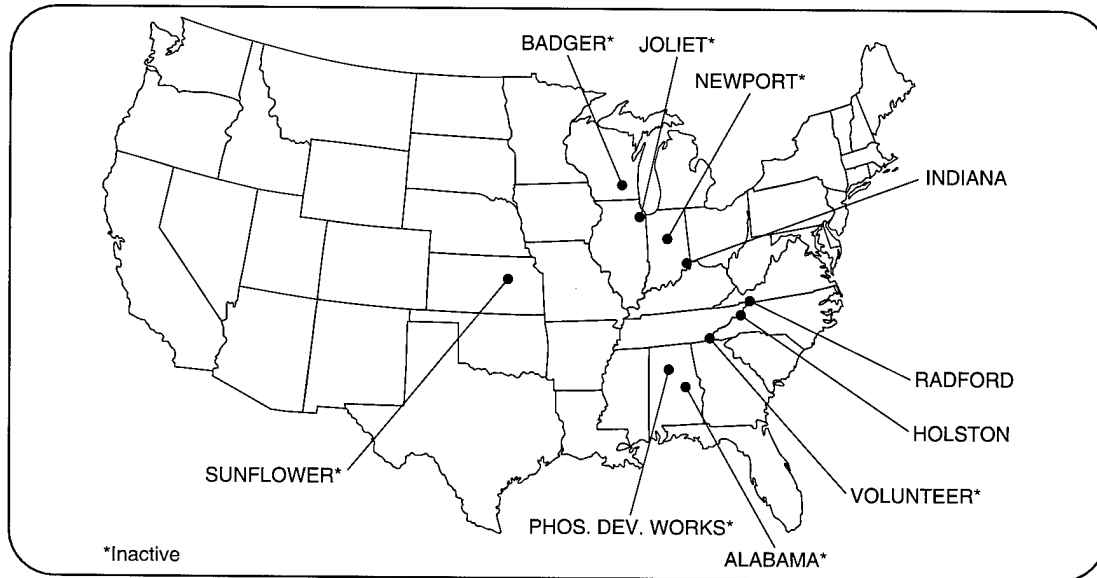 BADGER*
JOLIET*
NEWPORT*
INDIANA
RADFORD
HOLSTON
SUNFLOWER*
VOLUNTEER*
PHOS. DEV. WORKS*
ALABAMA*
*Inactive